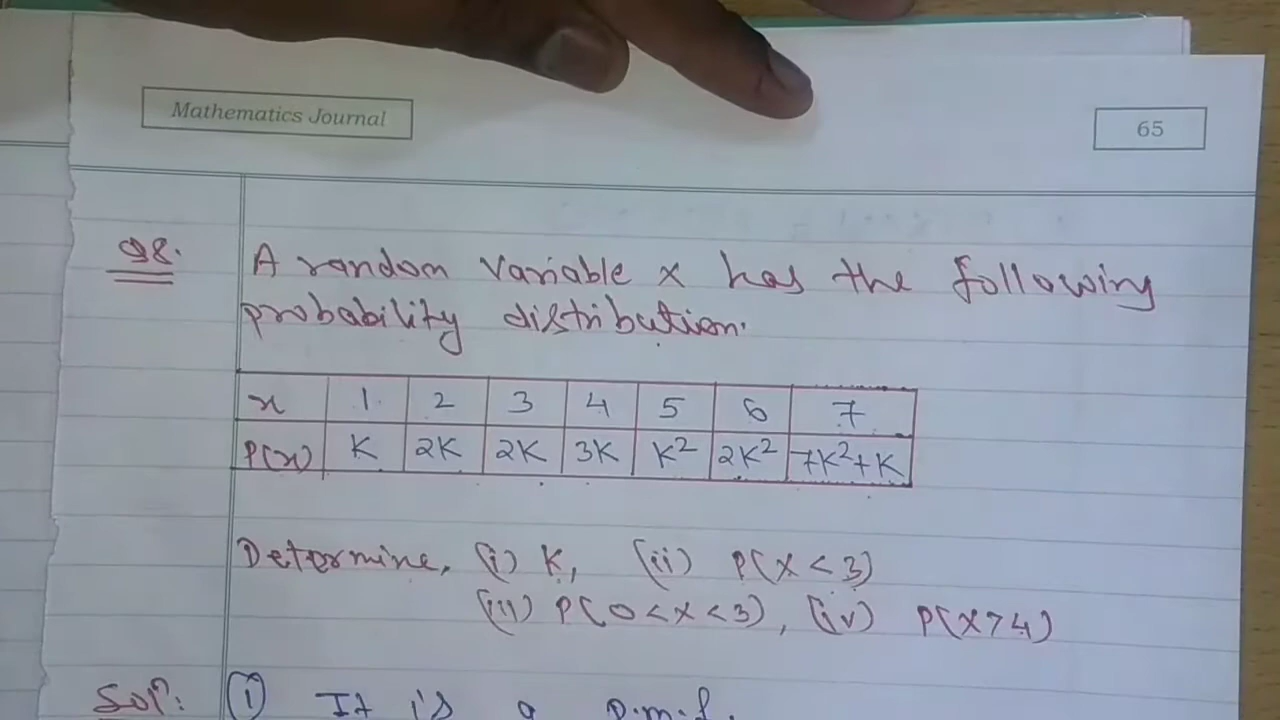 Mathematics Journal
65
Q8. A random variable x has the following
probability distribution.
x 1 2 3 4 5 6 7
P(x) K 2K 2K 3K K² 2K² 7K²+K
Determine, (i) K, (ii) P(X<3)
(iii) P(0<X<3), (iv) P(X>4)
Solⁿ: (1) It is a p.m.f.